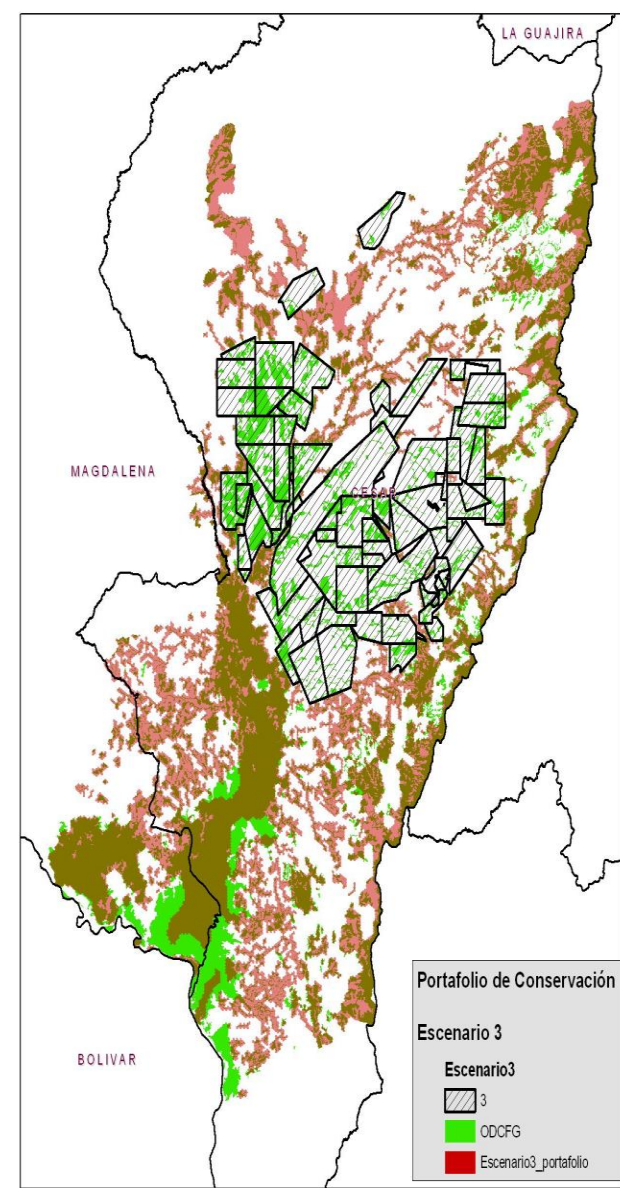 LA GUAJIRA
MAGDALENA
CESAR
BOLIVAR
Portafolio de Conservación
Escenario 3
Escenario3
3
ODCFG
Escenario3_portafolio